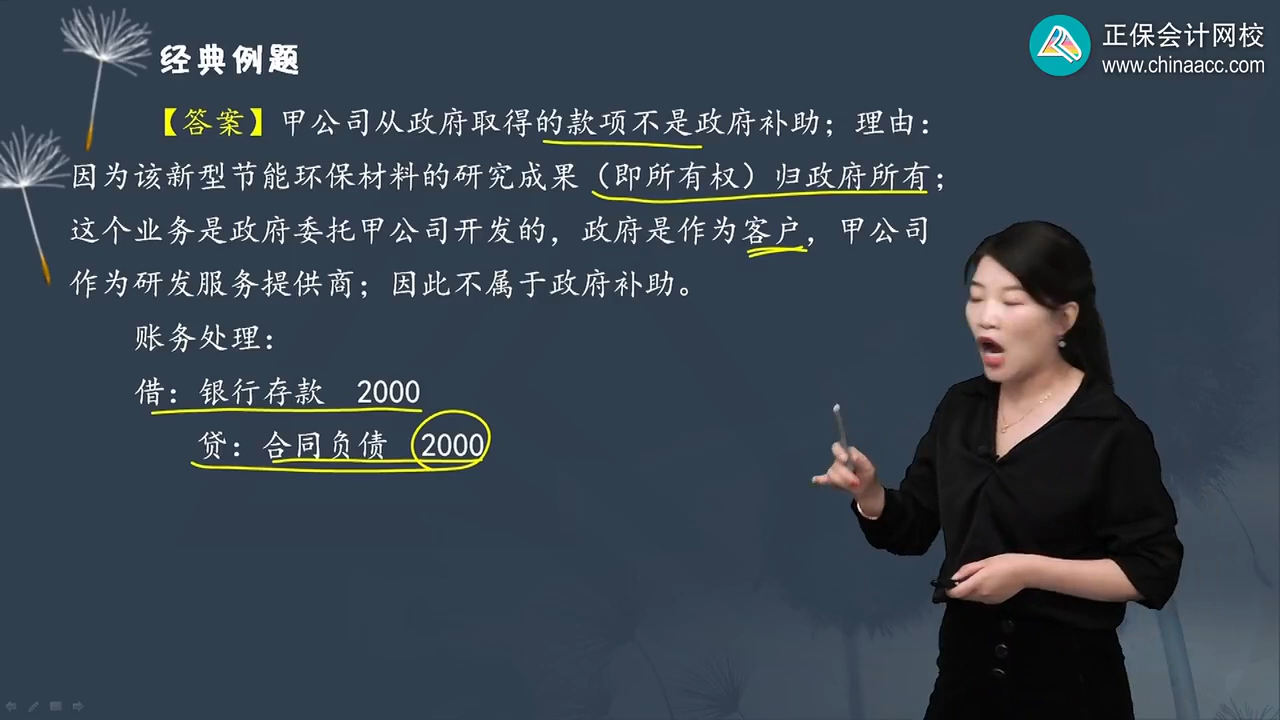 经典例题
正保会计网校
www.chinaacc.com
【答案】甲公司从政府取得的款项不是政府补助；理由：
因为该新型节能环保材料的研究成果（即所有权）归政府所有；
这个业务是政府委托甲公司开发的，政府是作为客户，甲公司
作为研发服务提供商；因此不属于政府补助。
账务处理：
借：银行存款 2000
贷：合同负债 2000